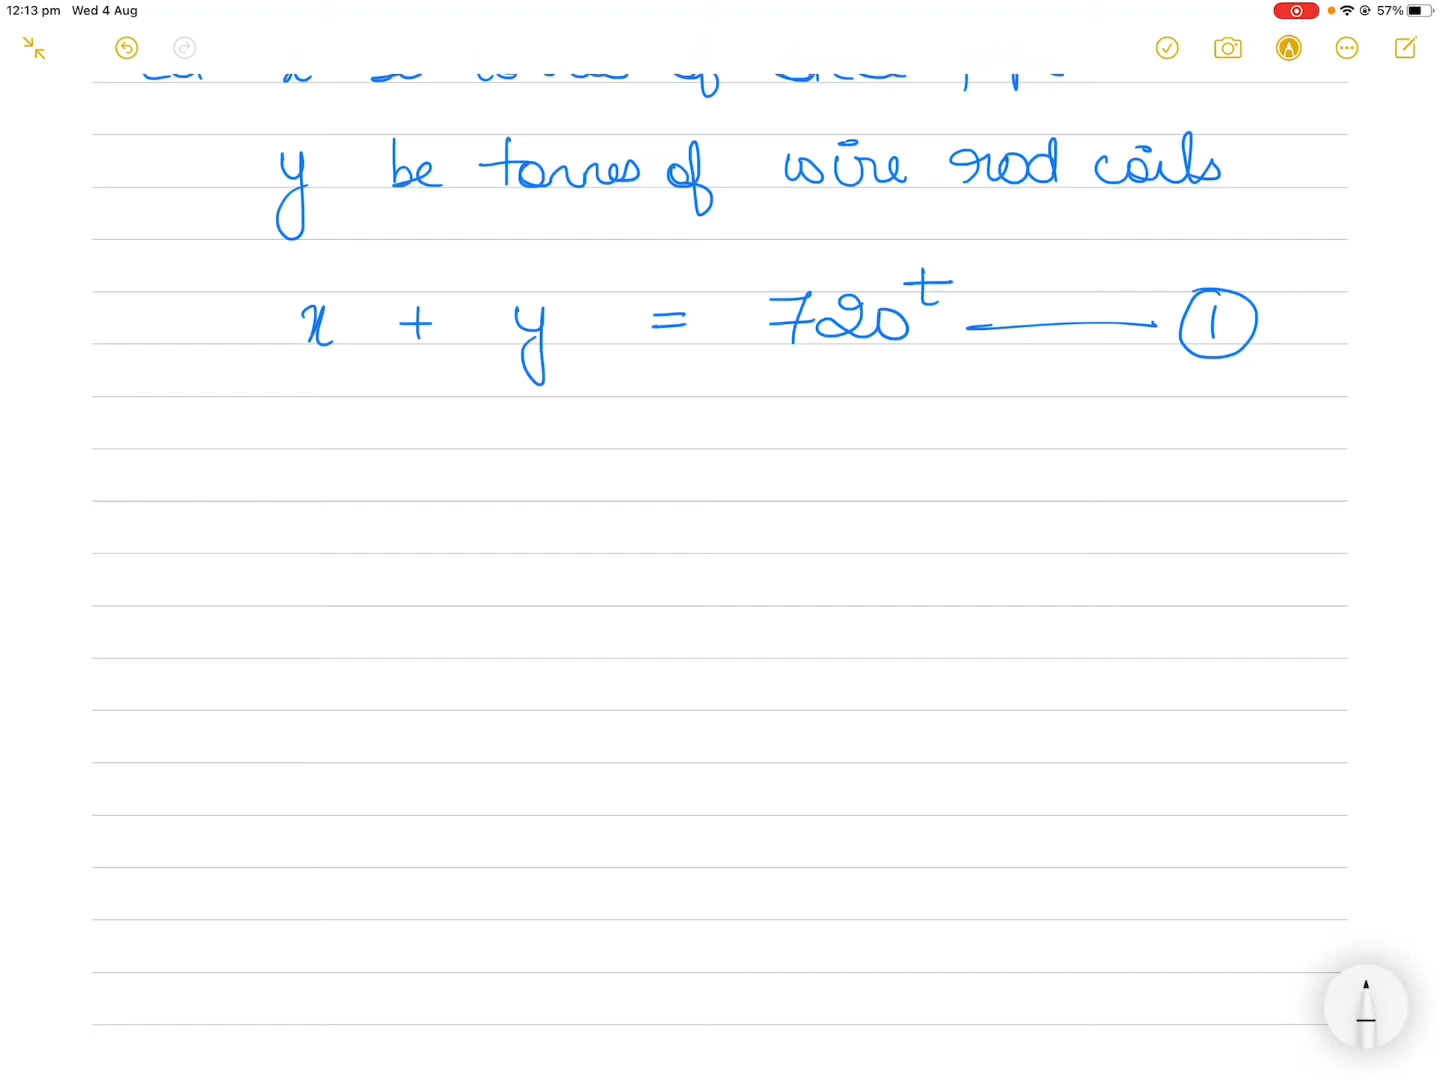 12:13 pm Wed 4 Aug 57%
y be tonnes of wire rod coils
x + y = 720t 1